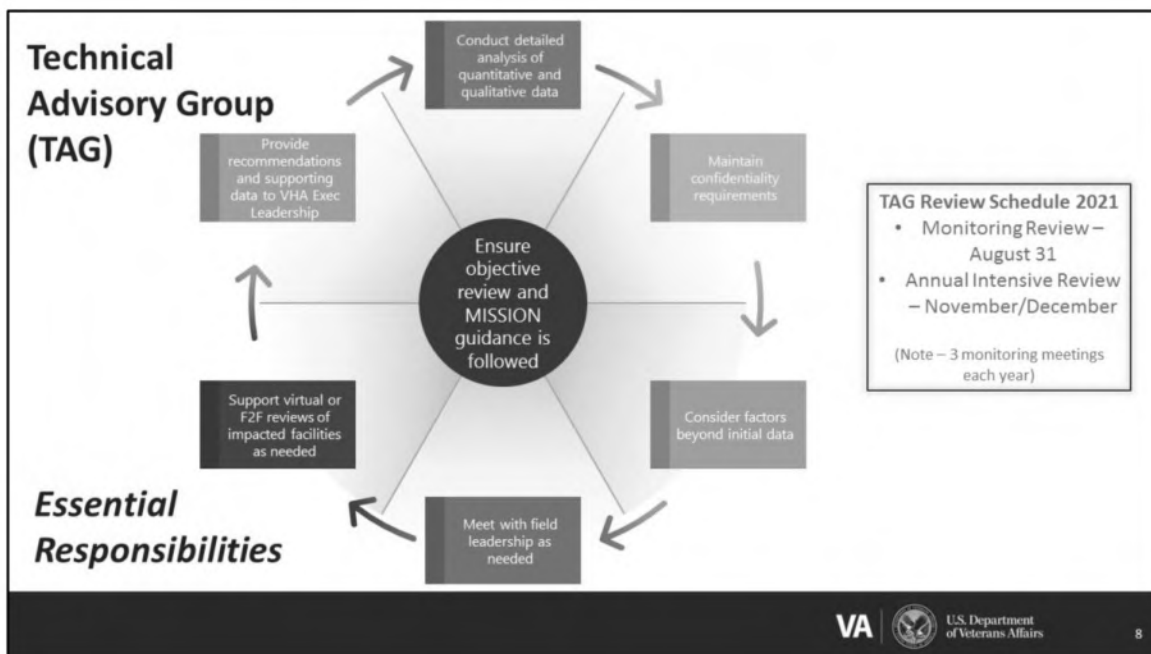 Technical
Advisory Group
(TAG)
Conduct detailed
analysis of
quantitative and
qualitative data
Maintain
confidentiality
requirements
Consider factors
beyond initial data
Meet with field
leadership as
needed
Support virtual or
F2F reviews of
impacted facilities
as needed
Provide
recommendations
and supporting
data to VHA Exec
Leadership
Ensure
objective
review and
MISSION
guidance is
followed
TAG Review Schedule 2021
• Monitoring Review –
August 31
• Annual Intensive Review
– November/December
(Note – 3 monitoring meetings
each year)
Essential
Responsibilities
VA
U.S. Department
of Veterans Affairs
8